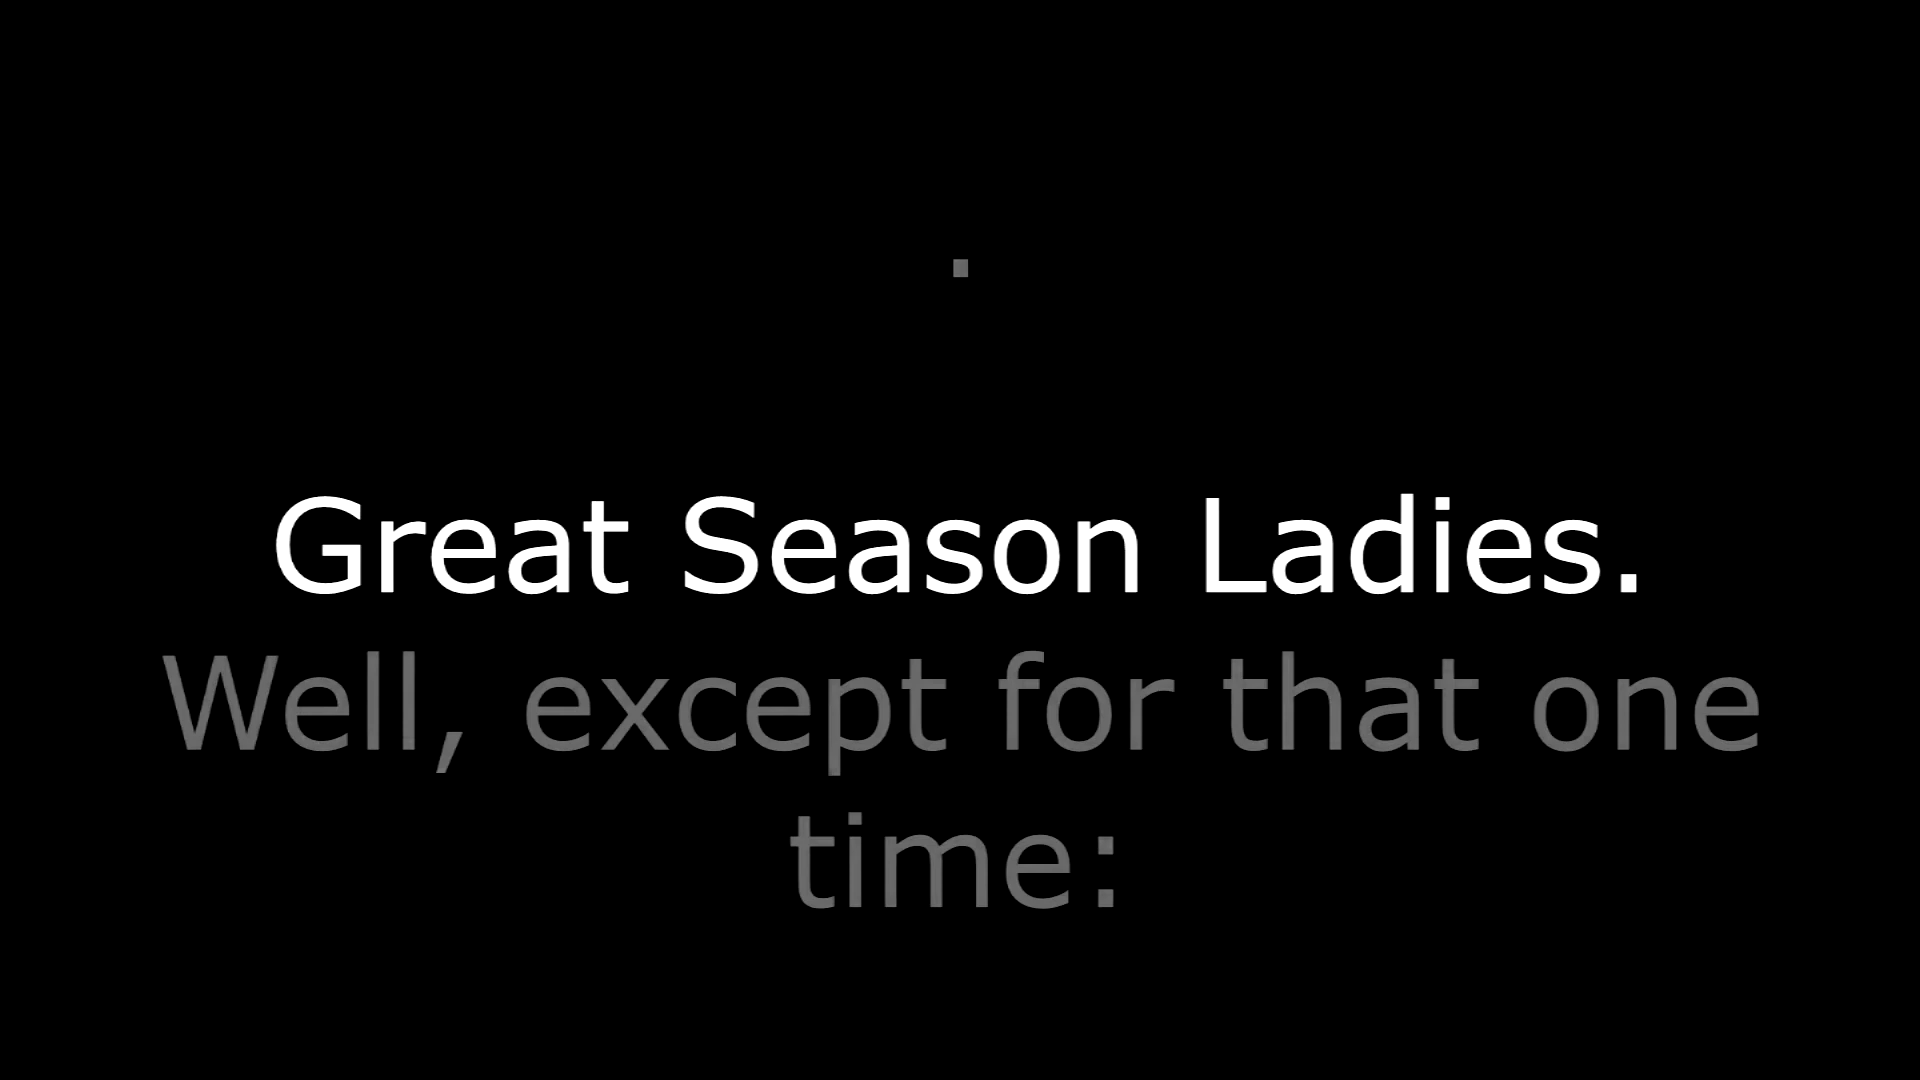 .
Great Season Ladies.
Well, except for that one
time: